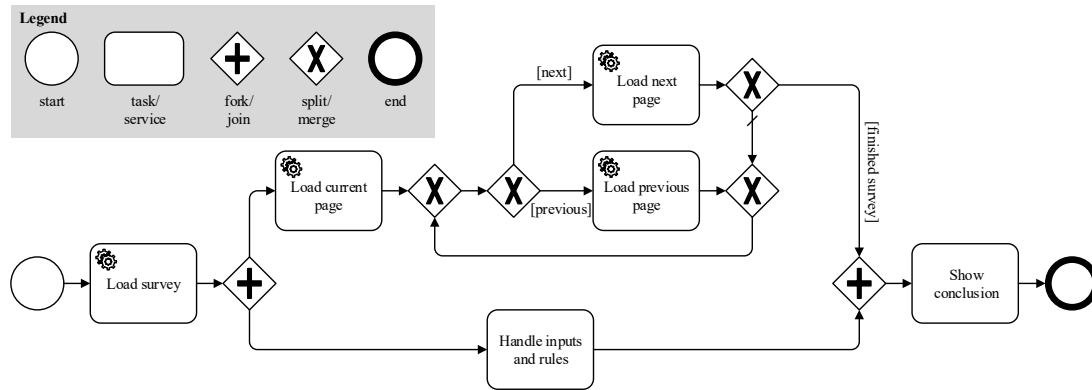 Legend
start
task/
service
fork/
join
split/
merge
end
[next]
Load next
page
[finished survey]
Load current
page
[previous]
Load previous
page
Load survey
Handle inputs
and rules
Show
conclusion